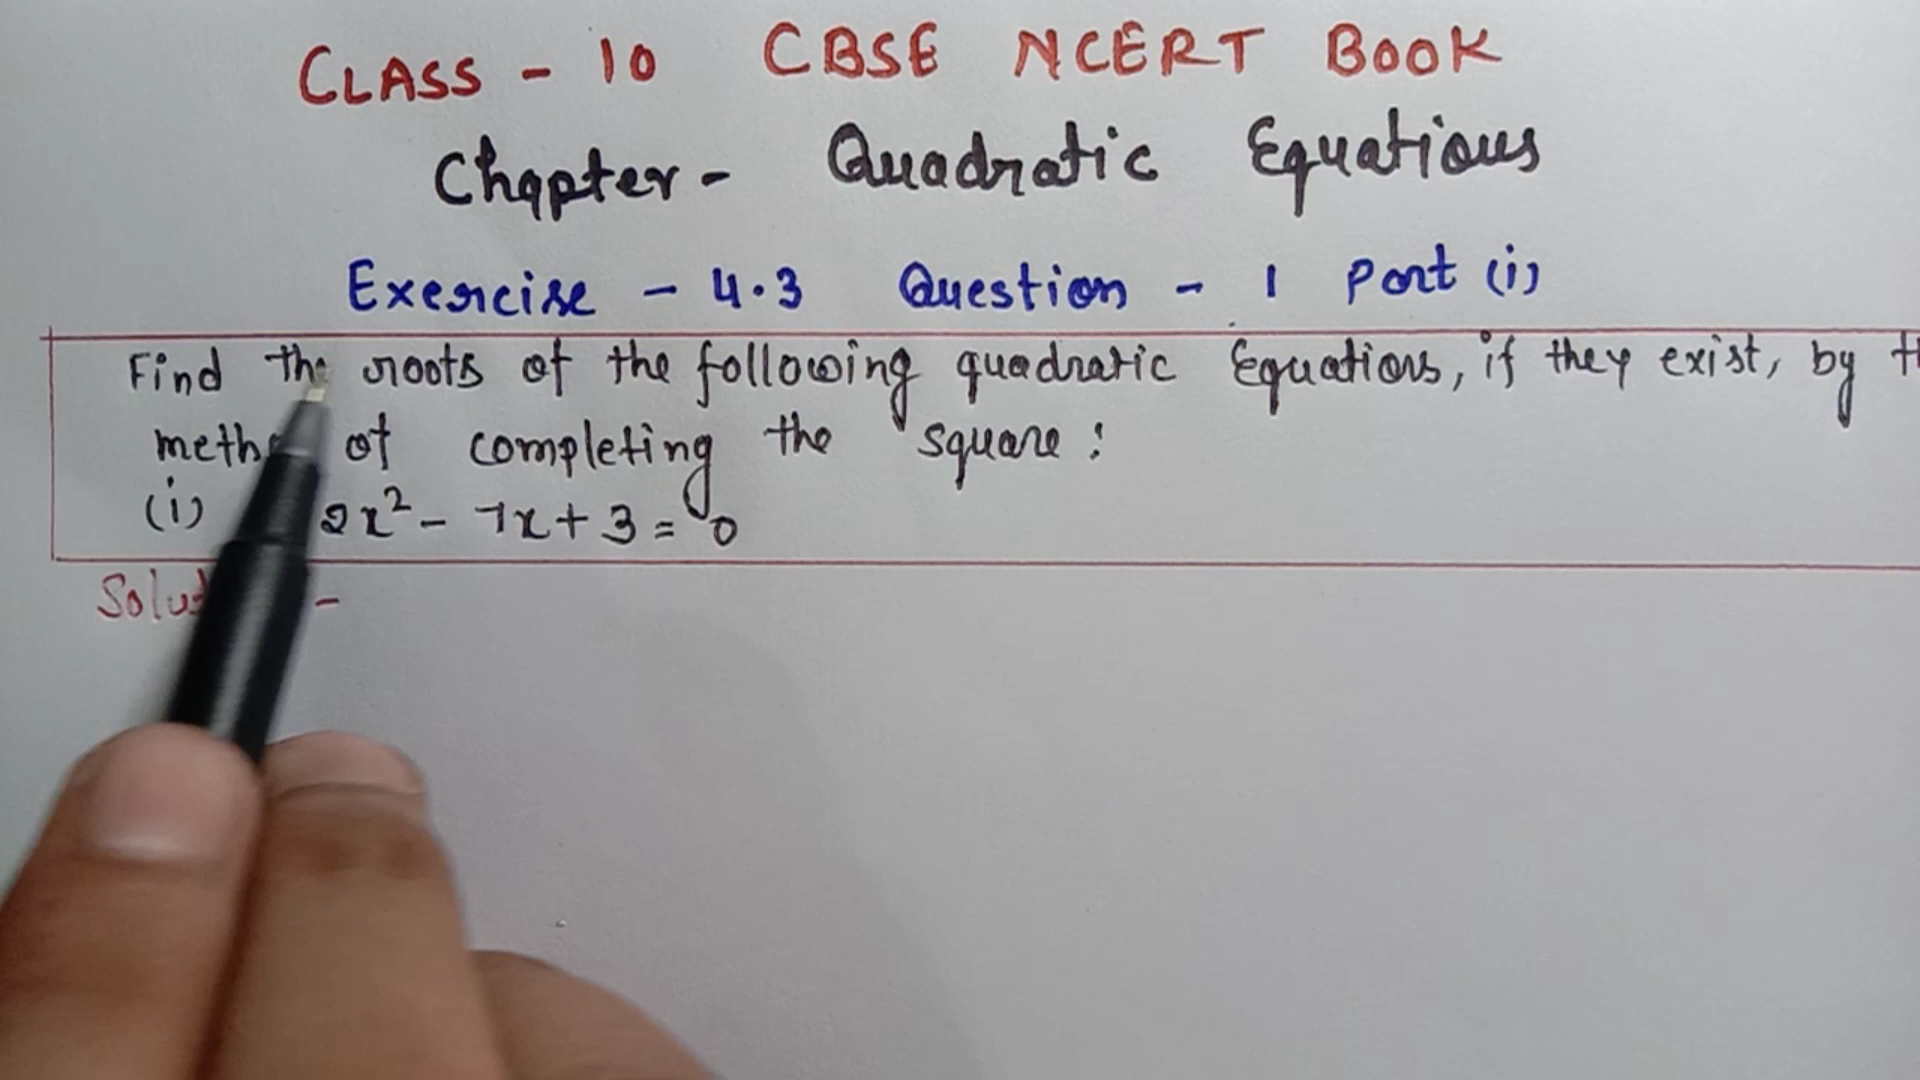 CLASS - 10 CBSE NCERT BOOK
Chapter - Quadratic Equations
Exercise - 4.3 Question - 1 Part (i)
Find the roots of the following quadratic Equations, if they exist, by
of completing the square:
(i) 2x² - 7x + 3 = 0